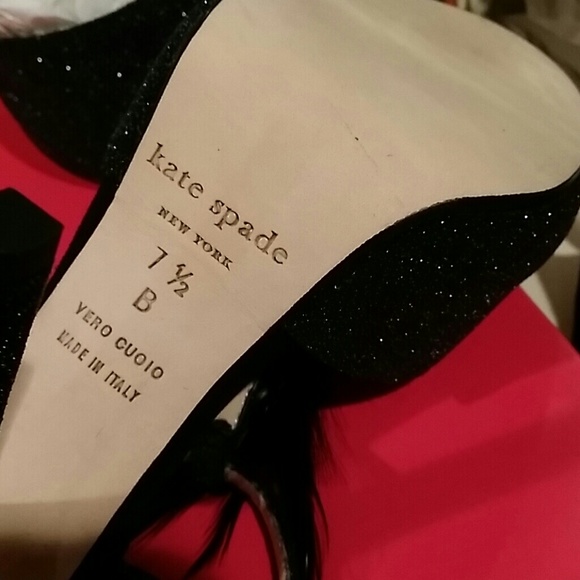 kate spade
NEW YORK
7 ½
B
VERO CUOIO
MADE IN ITALY